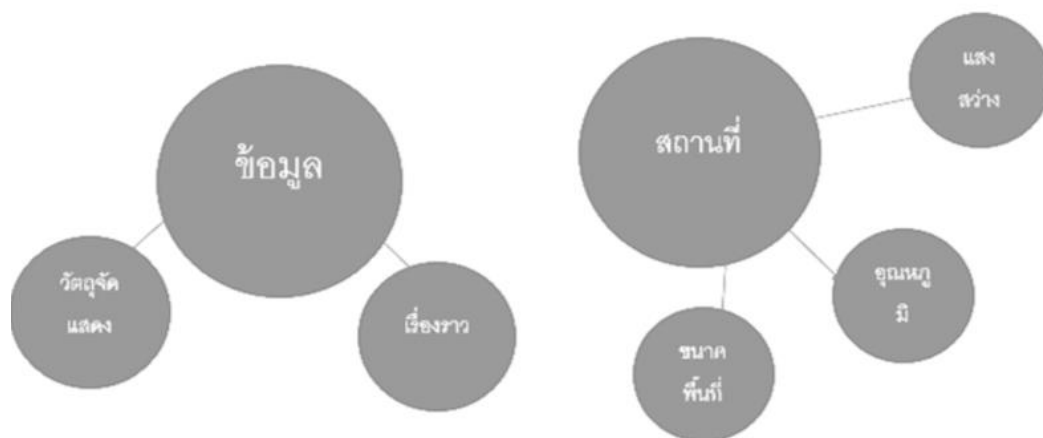 ข้อมูล
วัตถุจัด
แสดง
เรื่องราว
สถานที่
แสง
สว่าง
อุณหภู
มิ
ขนาด
พื้นที่